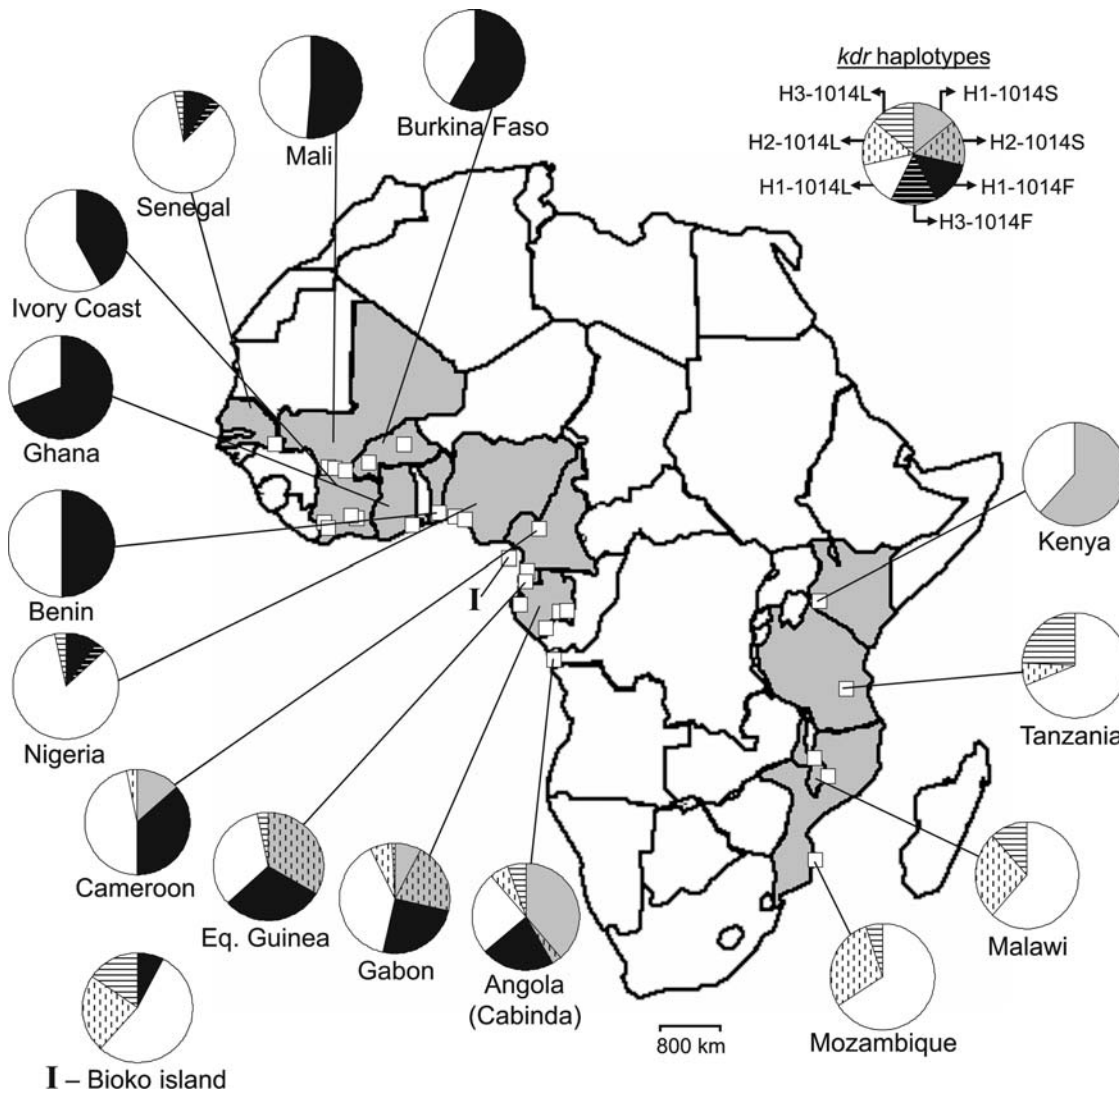 kdr haplotypes
H3-1014L
H1-1014S
H2-1014L
H2-1014S
H1-1014L
H1-1014F
H3-1014F
Burkina Faso
Mali
Senegal
Ivory Coast
Ghana
Benin
Nigeria
Cameroon
Eq. Guinea
Gabon
Angola
(Cabinda)
I
I – Bioko island
Kenya
Tanzania
Malawi
Mozambique
800 km